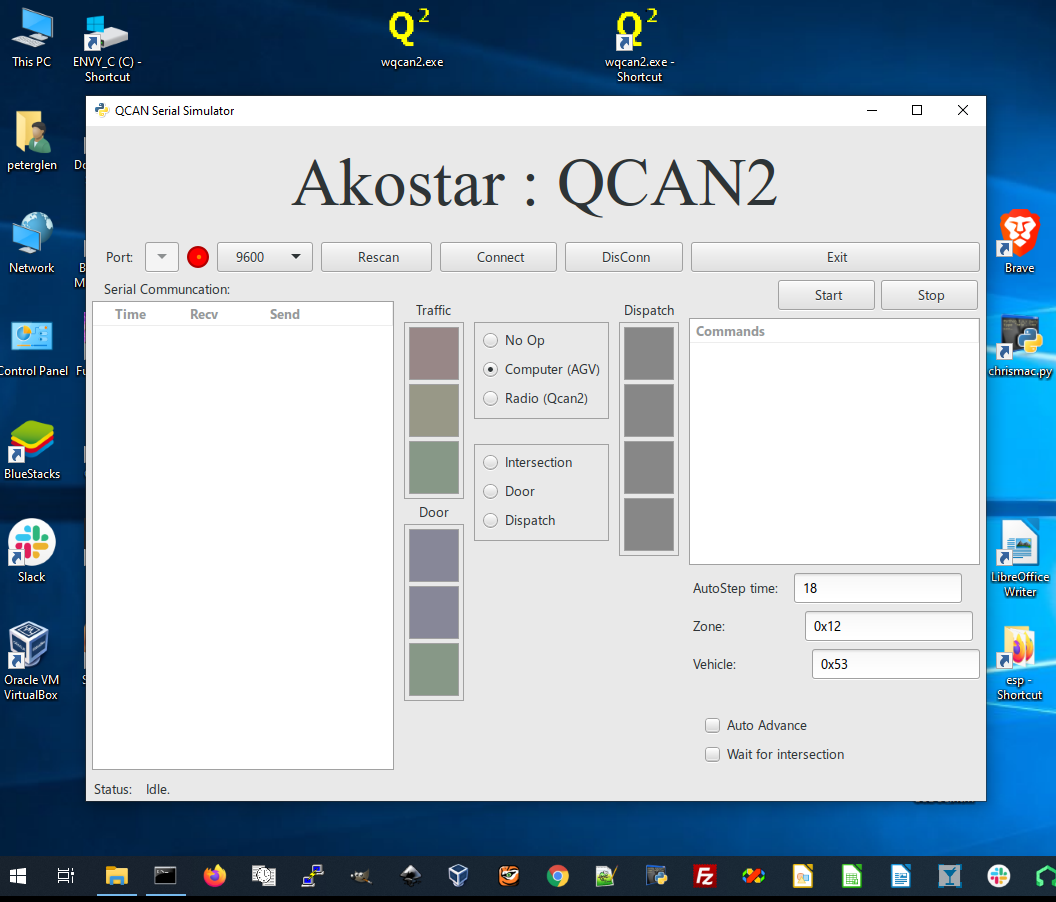 Q2
Q2
This PC
ENVY_C (C) -
Shortcut
wqcan2.exe
wqcan2.exe -
Shortcut
QCAN Serial Simulator
peterglen
Akostar : QCAN2
Network
Brave
Port:
9600
Rescan
Connect
DisConn
Exit
Serial Communcation:
Start
Stop
Time
Recv
Send
Traffic
Dispatch
Commands
No Op
Computer (AGV)
Radio (Qcan2)
Control Panel
chrismac.py
Intersection
Door
Dispatch
BlueStacks
Door
Slack
LibreOffice
Writer
AutoStep time:
18
Zone:
0x12
Vehicle:
0x53
Oracle VM
VirtualBox
esp -
Shortcut
Auto Advance
Wait for intersection
Status:
Idle.
Fz